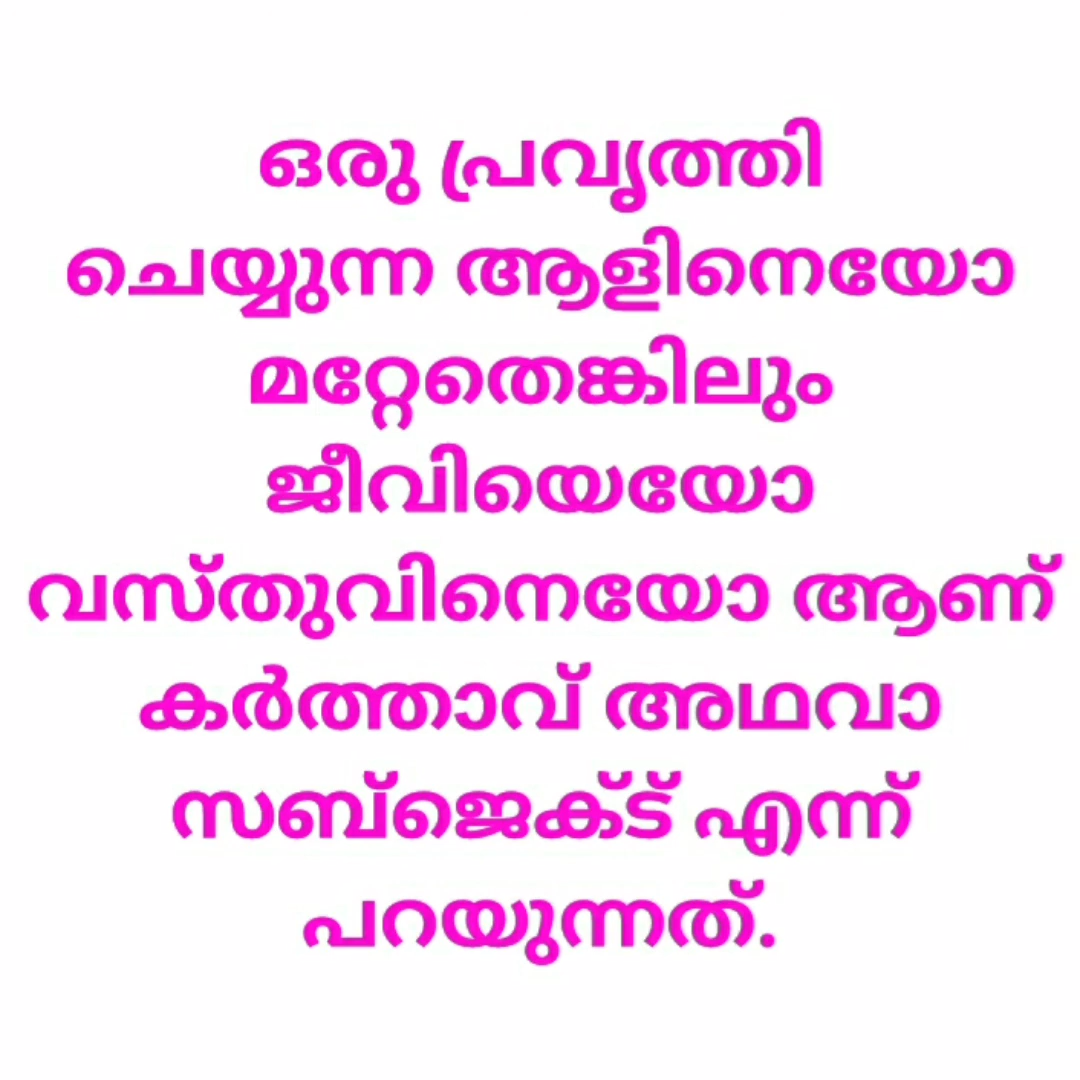 ഒരു പ്രവൃത്തി
ചെയ്യുന്ന ആളിനെയോ
മറ്റേതെങ്കിലും
ജീവിയെയോ
വസ്തുവിനെയോ ആണ്
കർത്താവ് അഥവാ
സബ്ജെക്ട് എന്ന്
പറയുന്നത്.